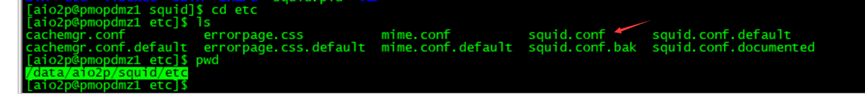 [aio2p@pmopdmz1 squid]$ cd etc
[aio2p@pmopdmz1 etc]$ ls
cachemgr.conf errorpage.css mime.conf squid.conf squid.conf.default
cachemgr.conf.default errorpage.css.default mime.conf.default squid.conf.bak squid.conf.documented
[aio2p@pmopdmz1 etc]$ pwd
/data/aio2p/squid/etc
[aio2p@pmopdmz1 etc]$